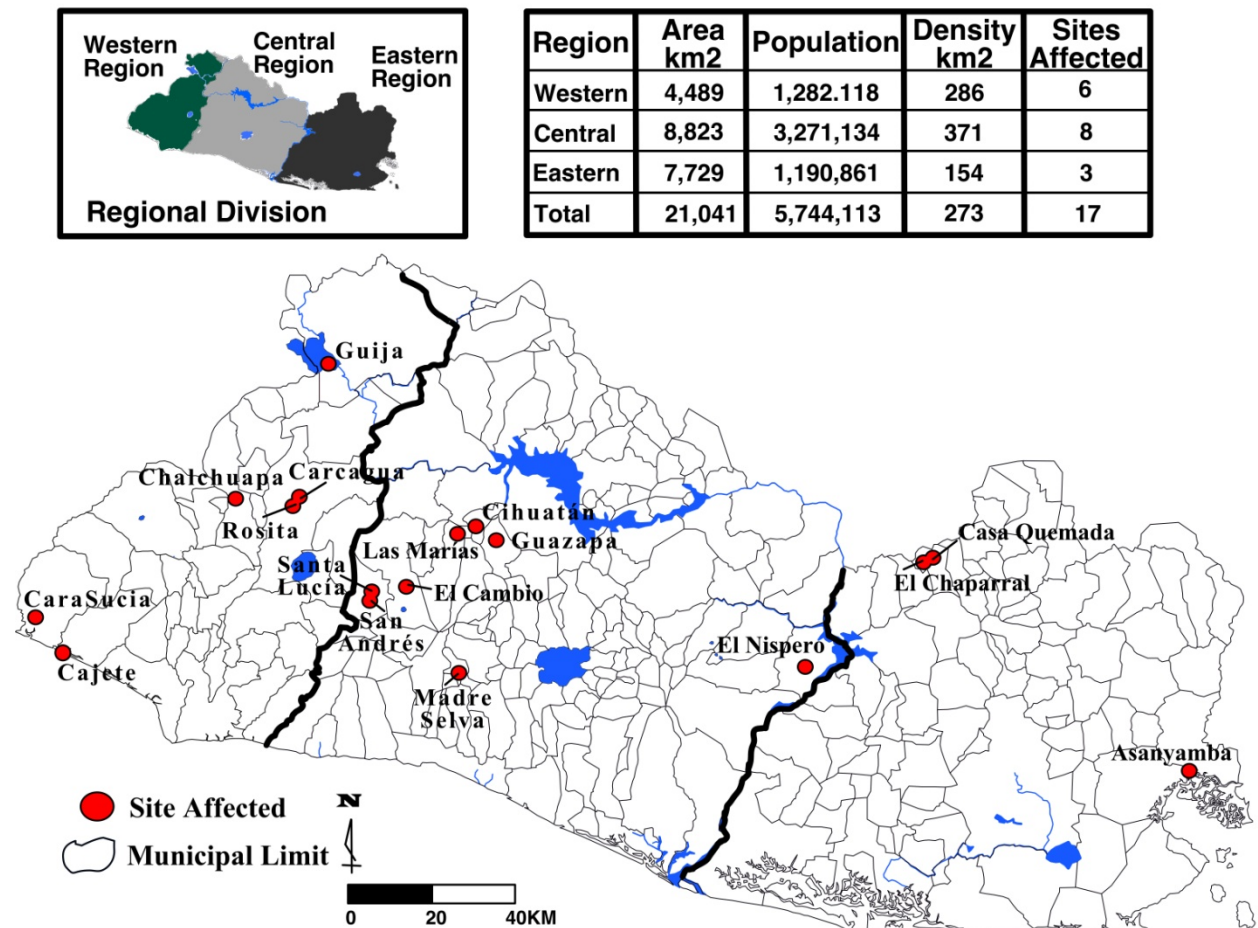 Western
Region
Central
Region
Eastern
Region
Regional Division
Region Area km2 Population Density km2 Sites Affected
Western 4,489 1,282.118 286 6
Central 8,823 3,271,134 371 8
Eastern 7,729 1,190,861 154 3
Total 21,041 5,744,113 273 17
Guija
Chalchuapa
Carcagua
Rosita
Cihuatán
Las Marías
Guazapa
Casa Quemada
El Chaparral
Santa
Lucía
El Cambio
CaraSucia
San
Andrés
Cajete
El Nispero
Madre
Selva
Asanyamba
Site Affected
N
Municipal Limit
0 20 40KM